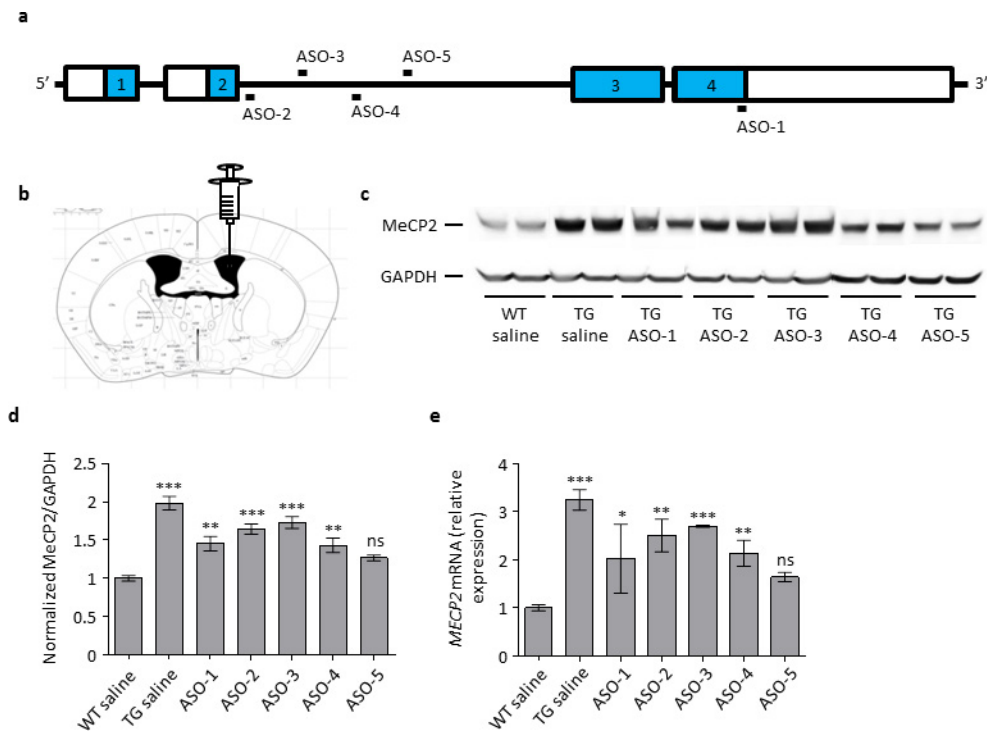 a
ASO-3
ASO-5
5′
1
2
3
4
3′
ASO-2
ASO-4
ASO-1
b
c
MeCP2
GAPDH
WT saline
TG saline
TG ASO-1
TG ASO-2
TG ASO-3
TG ASO-4
TG ASO-5
d
Normalized MeCP2/GAPDH
2.5
2
1.5
1
0.5
0
***
**
***
***
**
ns
WT saline
TG saline
ASO-1
ASO-2
ASO-3
ASO-4
ASO-5
e
MECP2 mRNA (relative
expression)
4
3
2
1
0
***
*
**
***
**
ns
WT saline
TG saline
ASO-1
ASO-2
ASO-3
ASO-4
ASO-5